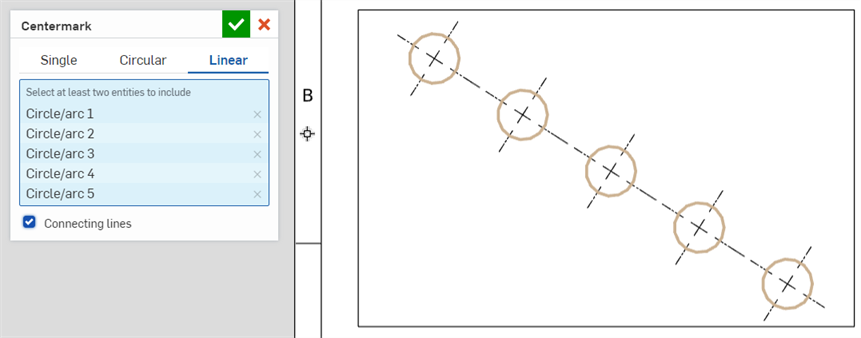 Centermark
Single Circular Linear
Select at least two entities to include
Circle/arc 1
Circle/arc 2
Circle/arc 3
Circle/arc 4
Circle/arc 5
Connecting lines
B